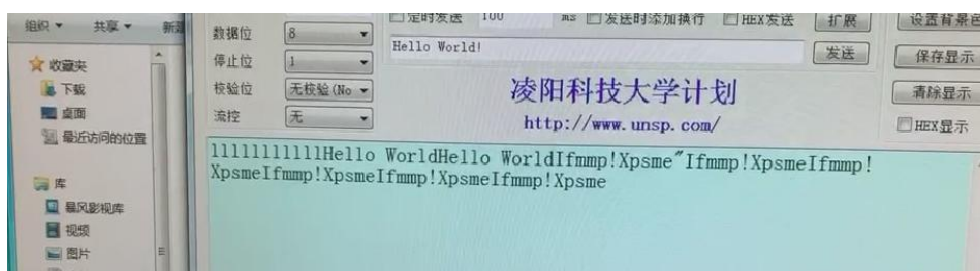 组织 ▼ 共享 ▼ 新建
收藏夹
下载
桌面
最近访问的位置
库
暴风影视库
视频
图片
定时发送 100 ms 发送时添加换行 HEX发送 扩展
数据位 8
Hello World! 发送
停止位 1
校验位 无校验(No
流控 无
凌阳科技大学计划
http://www.unsp.com/
设置背景色
保存显示
清除显示
HEX显示
lllllllllllHello WorldHello WorldIfmmp!Xpsme"Ifmmp!XpsmeIfmmp!
XpsmeIfmmp!XpsmeIfmmp!XpsmeIfmmp!Xpsme